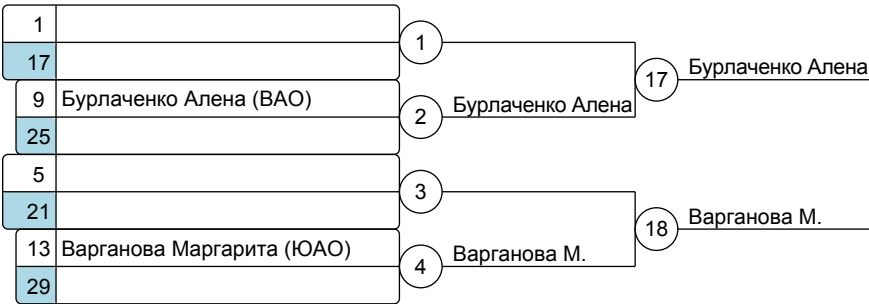 1
1
17
17 Бурлаченко Алена
9 Бурлаченко Алена (ВАО)
2 Бурлаченко Алена
25
5
3
21
18 Варганова М.
13 Варганова Маргарита (ЮАО)
4 Варганова М.
29